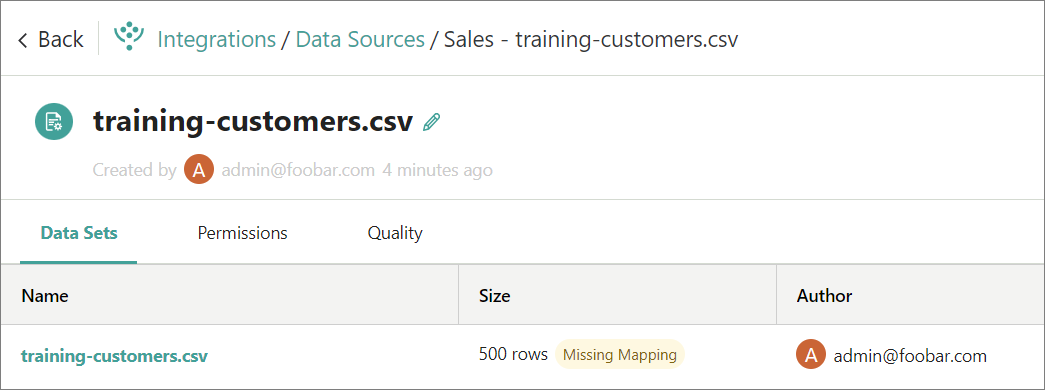 Back Integrations / Data Sources / Sales - training-customers.csv
training-customers.csv
Created by A admin@foobar.com 4 minutes ago
Data Sets Permissions Quality
Name Size Author
training-customers.csv 500 rows Missing Mapping A admin@foobar.com